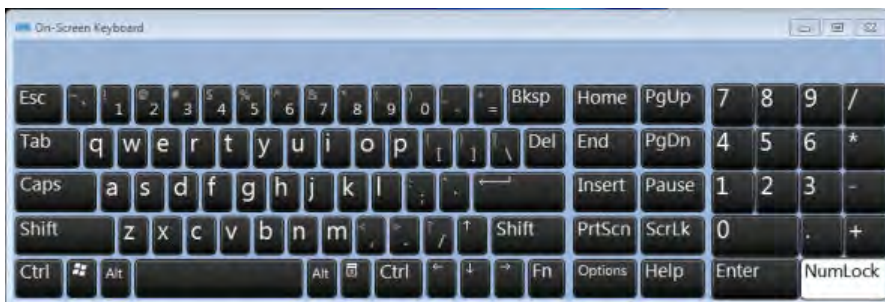 On-Screen Keyboard
Esc ~ ` ! 1 @ 2 # 3 $ 4 % 5 ^ 6 & 7 * 8 ( 9 ) 0 _ - + = Bksp Home PgUp 7 8 9 /
Tab q w e r t y u i o p { [ } ] | \ Del End PgDn 4 5 6 *
Caps a s d f g h j k l : ; " ' Insert Pause 1 2 3 -
Shift z x c v b n m < , > . ? / ↑ Shift PrtScn ScrLk 0 . +
Ctrl Alt Alt Ctrl ← ↓ → Fn Options Help Enter NumLock